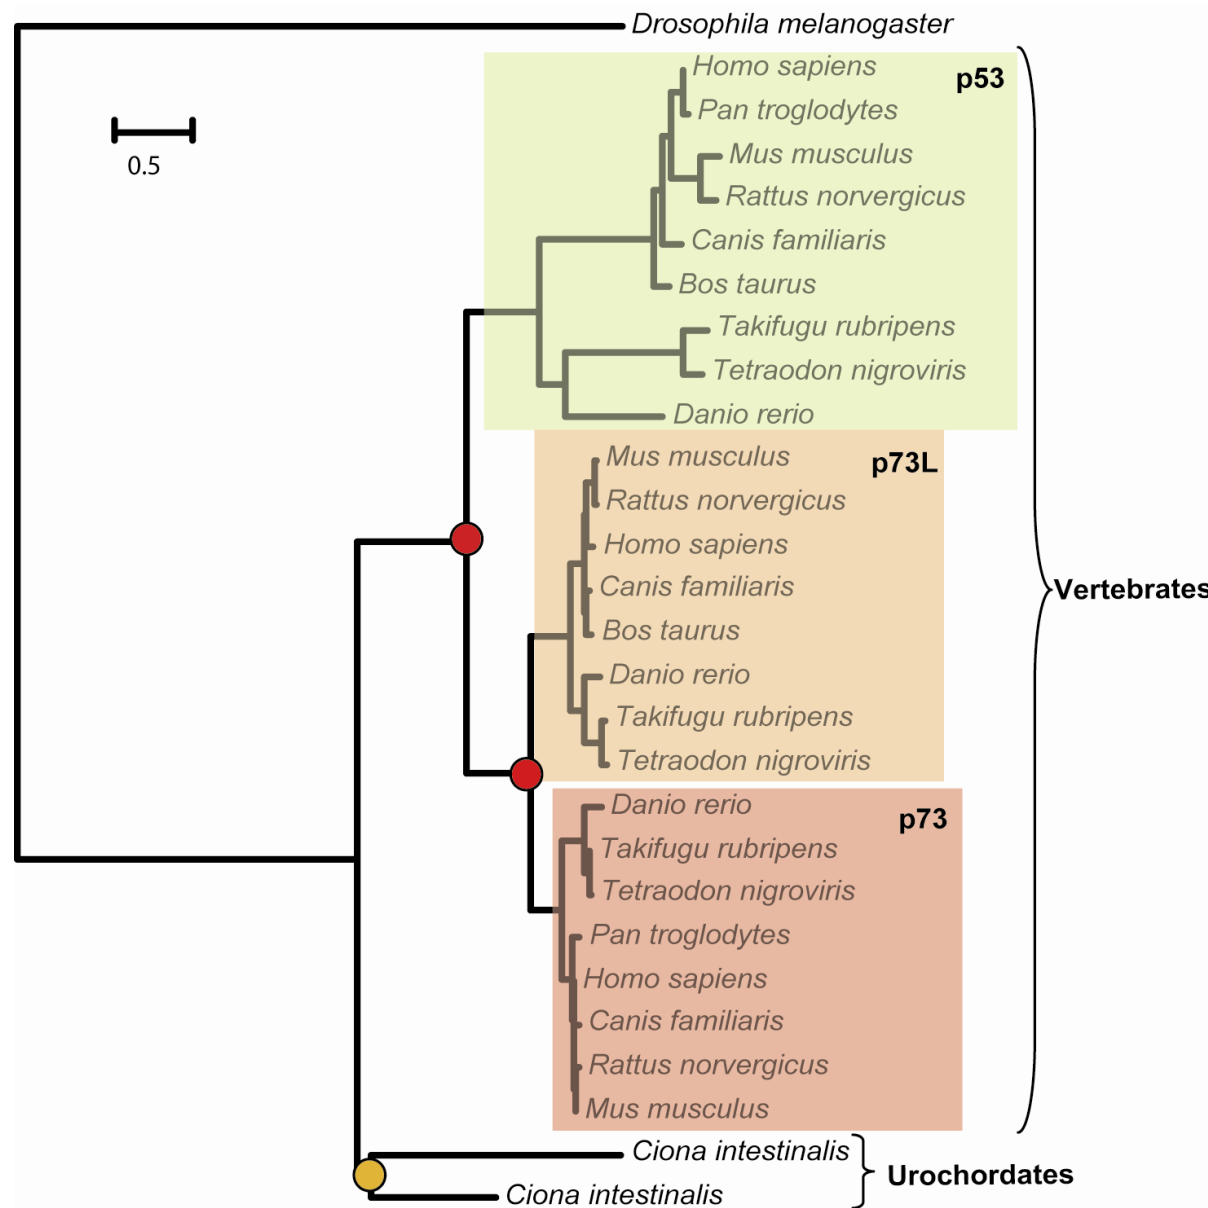 Drosophila melanogaster
Homo sapiens
p53
Pan troglodytes
0.5
Mus musculus
Rattus norvergicus
Canis familiaris
Bos taurus
Takifugu rubripens
Tetraodon nigroviris
Danio rerio
Mus musculus
p73L
Rattus norvergicus
Homo sapiens
Canis familiaris
Vertebrates
Bos taurus
Danio rerio
Takifugu rubripens
Tetraodon nigroviris
Danio rerio
p73
Takifugu rubripens
Tetraodon nigroviris
Pan troglodytes
Homo sapiens
Canis familiaris
Rattus norvergicus
Mus musculus
Ciona intestinalis
Urochordates
Ciona intestinalis